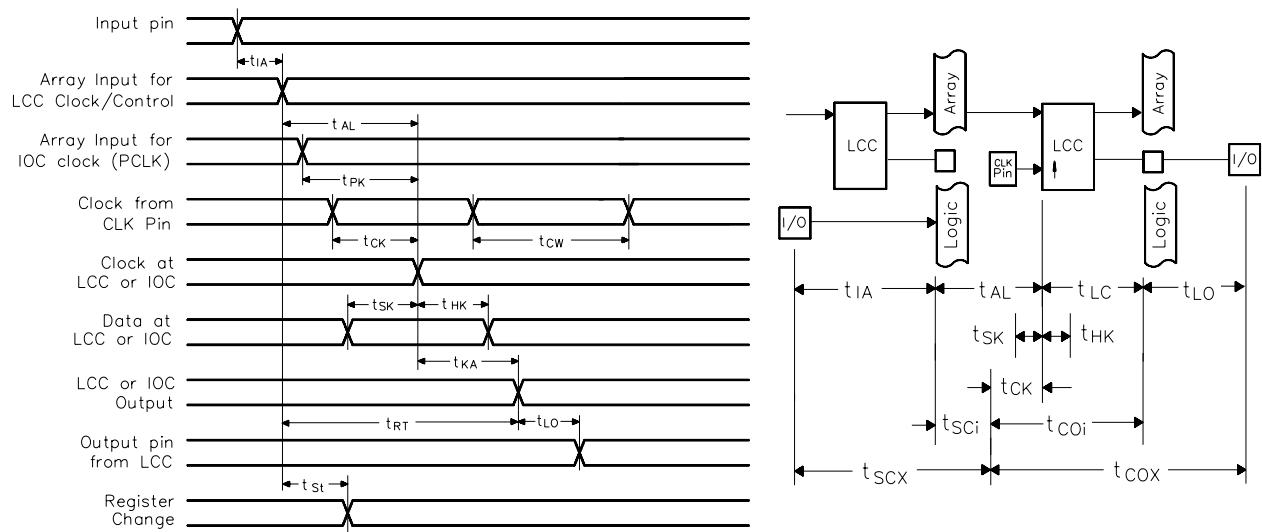 Input pin
tIA
Array Input for
LCC Clock/Control
tAL
Array Input for
IOC clock (PCLK)
tPK
Clock from
CLK Pin
tCK
tCW
Clock at
LCC or IOC
tSK
tHK
Data at
LCC or IOC
tKA
LCC or IOC
Output
tRT
tLO
Output pin
from LCC
tSt
Register
Change
Array
Array
LCC
LCC
CLK
Pin
I/O
I/O
Logic
Logic
tIA
tAL
tLC
tLO
tSK
tHK
tCK
tSCi
tCOi
tSCX
tCOX